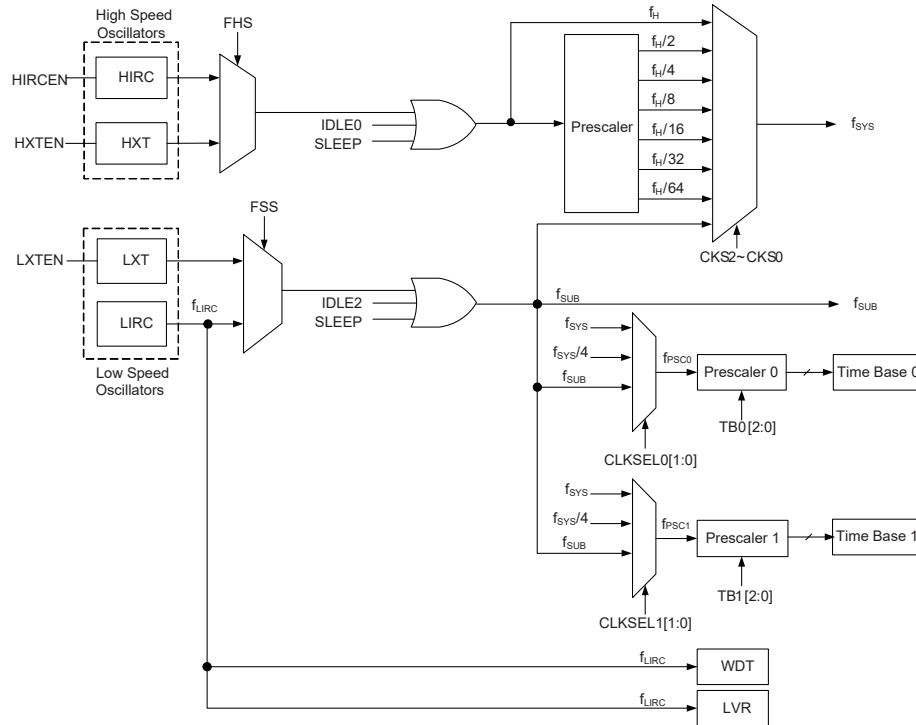 High Speed
Oscillators
FHS
HIRCEN
HIRC
HXTEN
HXT
IDLE0
SLEEP
fH
Prescaler
fH/2
fH/4
fH/8
fH/16
fH/32
fH/64
fSYS
CKS2~CKS0
FSS
LXTEN
LXT
LIRC
fLIRC
Low Speed
Oscillators
IDLE2
SLEEP
fSUB
fSUB
fSYS
fSYS/4
fSUB
fPSC0
Prescaler 0
Time Base 0
TB0[2:0]
CLKSEL0[1:0]
fSYS
fSYS/4
fSUB
fPSC1
Prescaler 1
Time Base 1
TB1[2:0]
CLKSEL1[1:0]
fLIRC
WDT
fLIRC
LVR